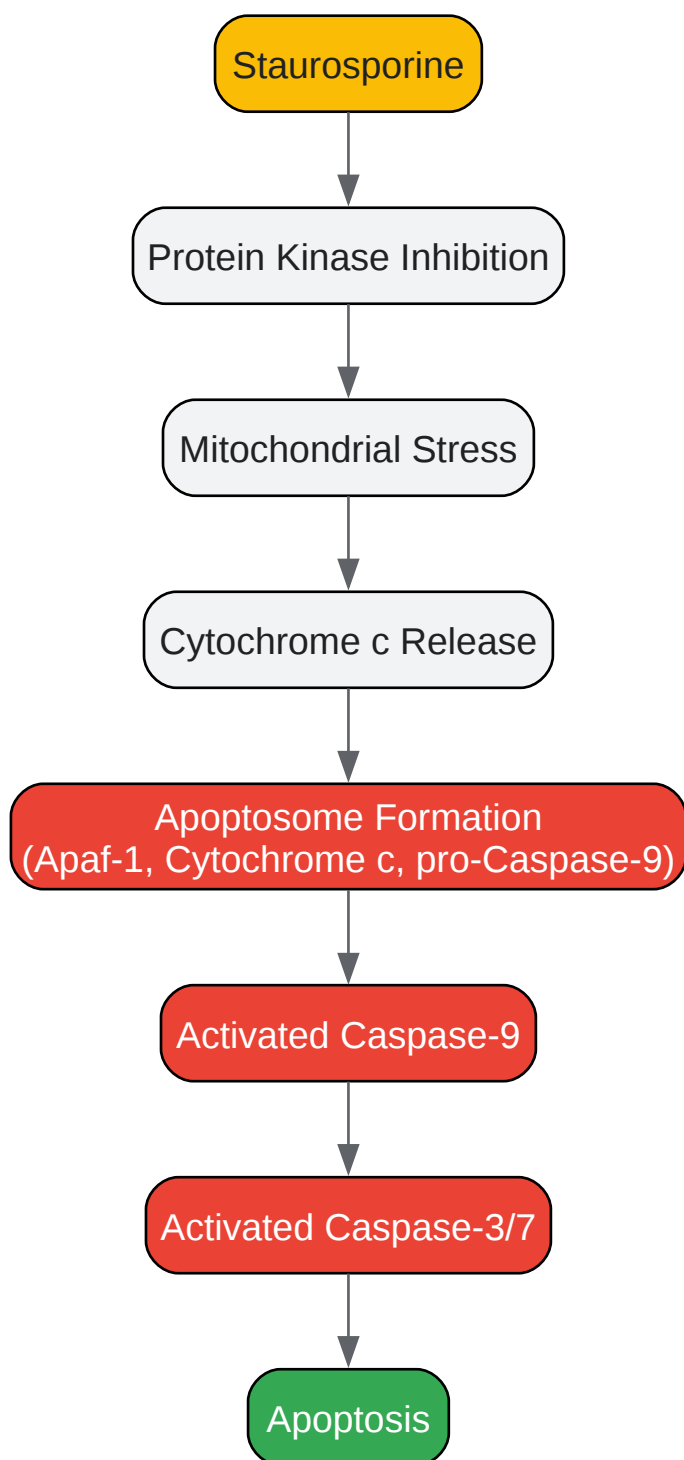 Staurosporine
Protein Kinase Inhibition
Mitochondrial Stress
Cytochrome c Release
Apoptosome Formation
(Apaf-1, Cytochrome c, pro-Caspase-9)
Activated Caspase-9
Activated Caspase-3/7
Apoptosis